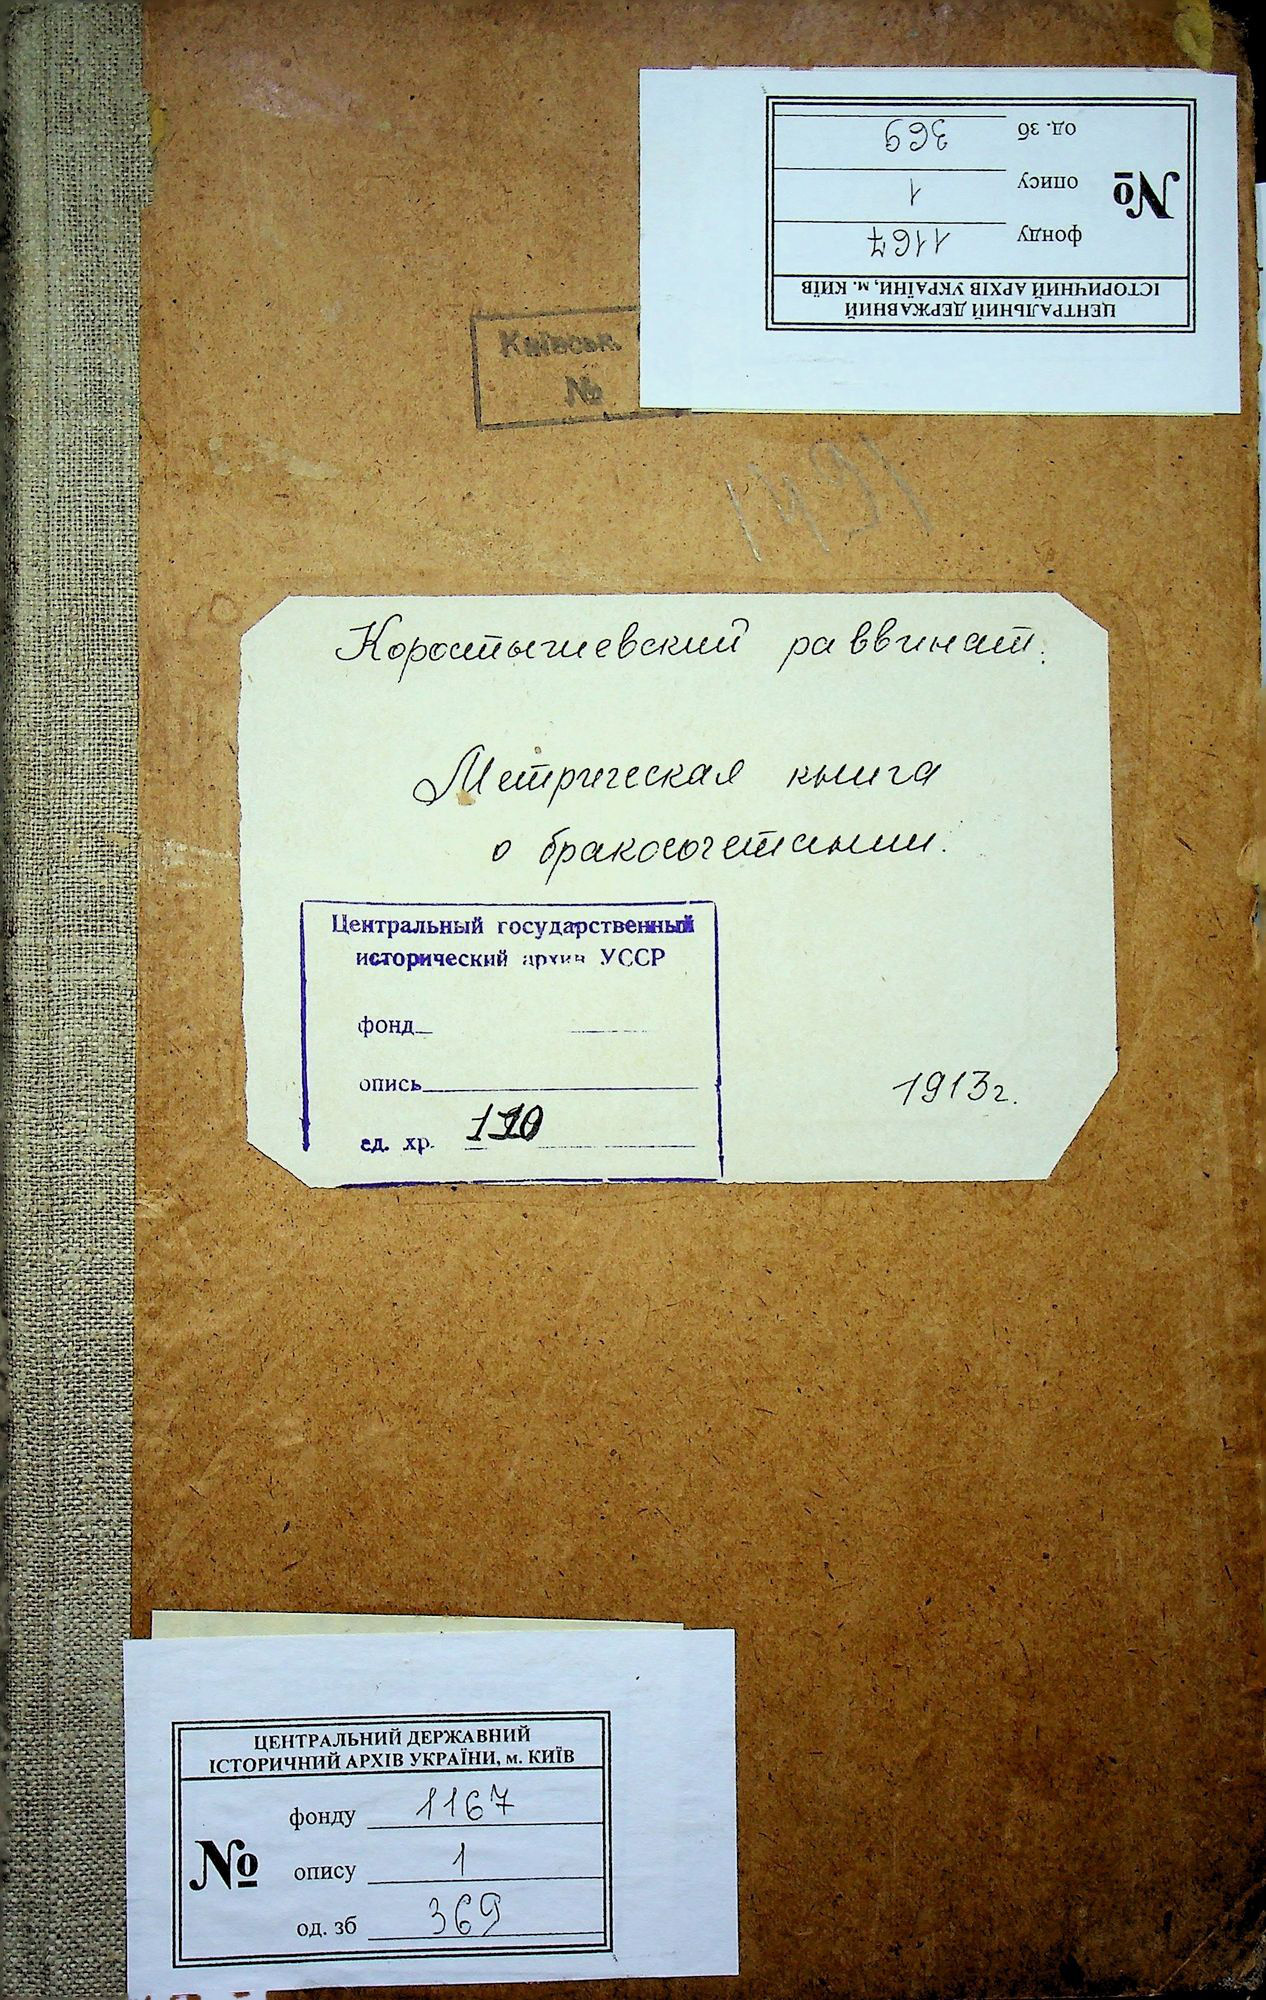 ЦЕНТРАЛЬНИЙ ДЕРЖАВНИЙ
ІСТОРИЧНИЙ АРХІВ УКРАЇНИ, м. КИЇВ
№
фонду 1167
опису 1
од. зб 369
Київськ.
№
Коростышевский раввинат.
Метрическая книга
о бракосочетании.
Центральный государственный
исторический архив УССР
фонд
опись
ед. хр. 110
1913г.
ЦЕНТРАЛЬНИЙ ДЕРЖАВНИЙ
ІСТОРИЧНИЙ АРХІВ УКРАЇНИ, м. КИЇВ
№
фонду 1167
опису 1
од. зб 369